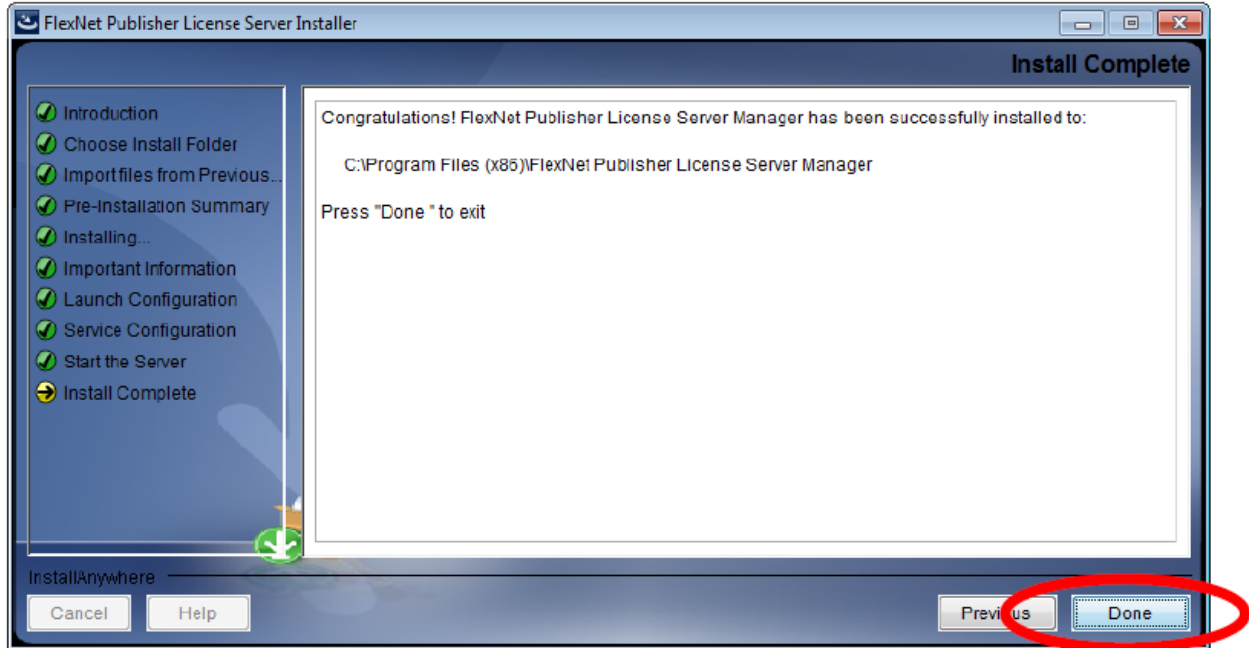 FlexNet Publisher License Server Installer
Install Complete
Introduction
Choose Install Folder
Import files from Previous...
Pre-Installation Summary
Installing...
Important Information
Launch Configuration
Service Configuration
Start the Server
Install Complete
Congratulations! FlexNet Publisher License Server Manager has been successfully installed to:
C:\Program Files (x86)\FlexNet Publisher License Server Manager
Press "Done " to exit
InstallAnywhere
Cancel
Help
Previous
Done